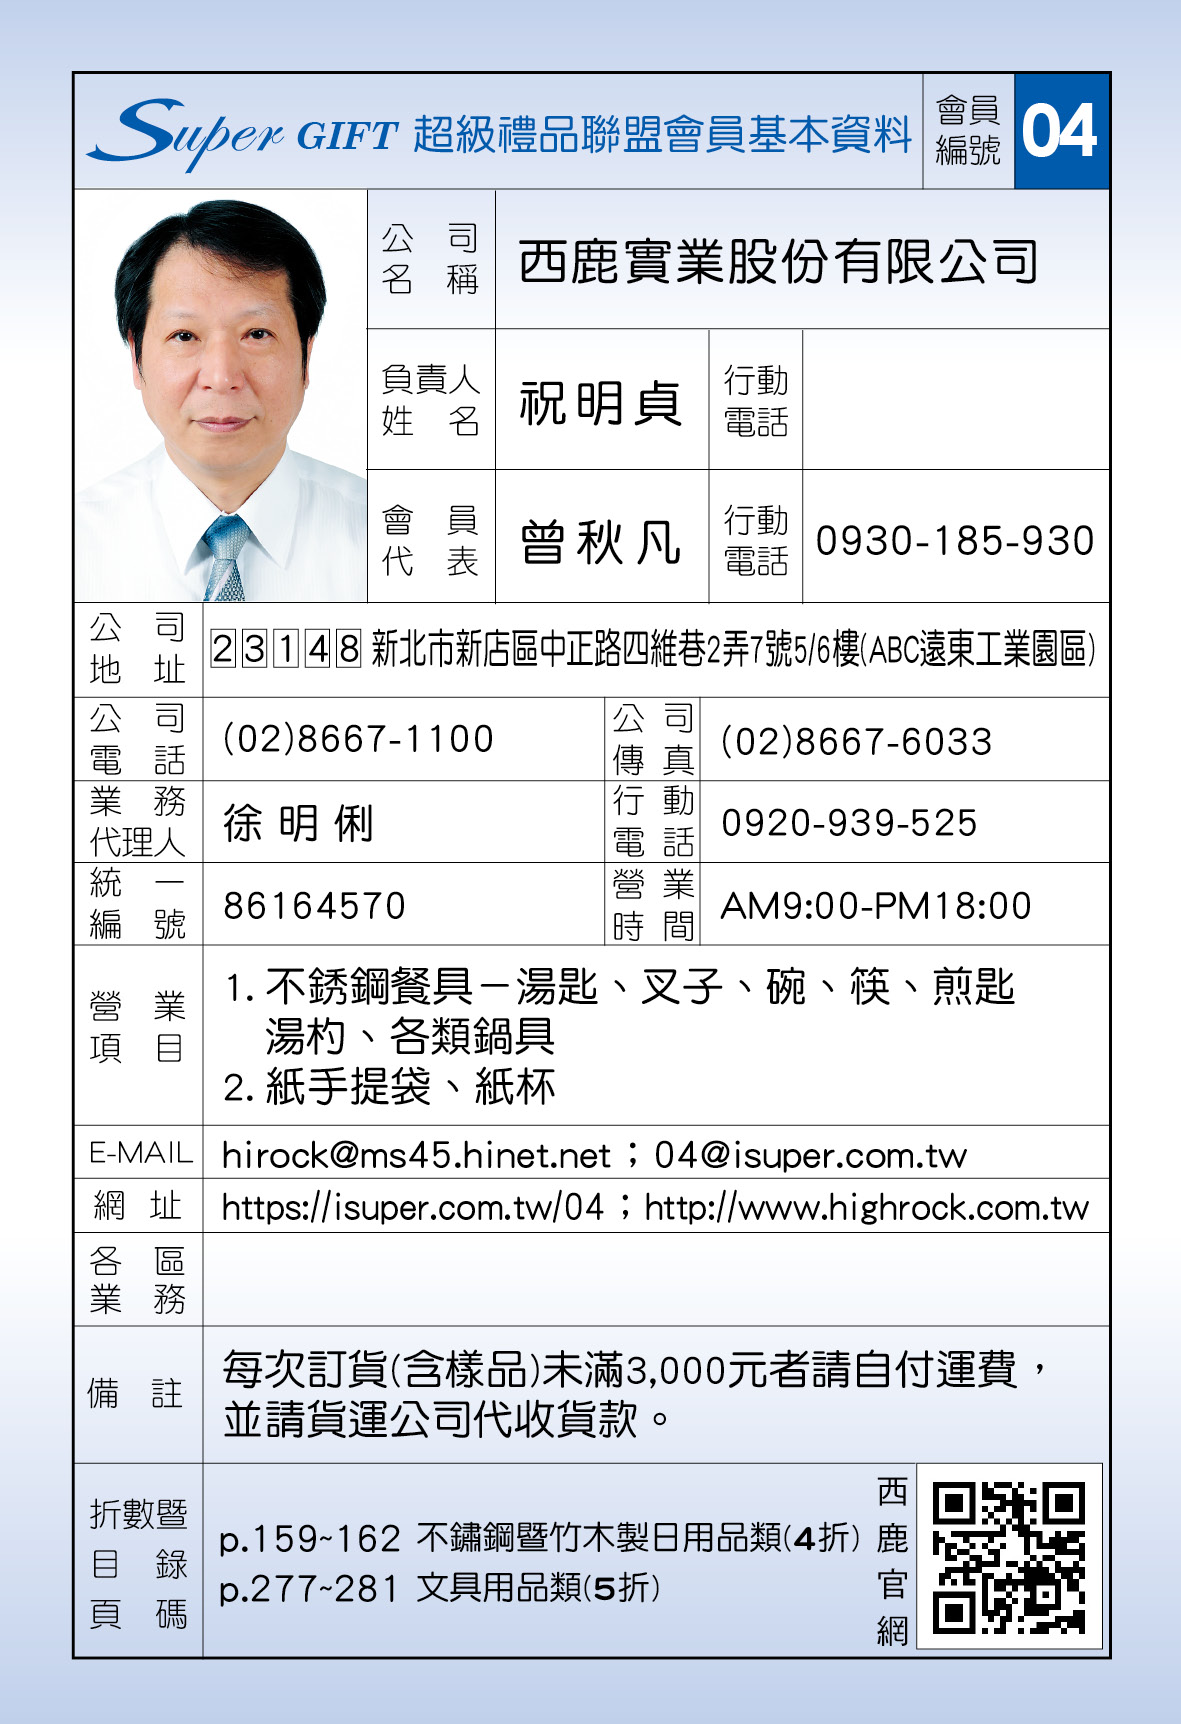 Super GIFT 超級禮品聯盟會員基本資料 會員編號 04
公司名稱 西鹿實業股份有限公司
負責人姓名 祝明貞 行動電話
會員代表 曾秋凡 行動電話 0930-185-930
公司地址 23148 新北市新店區中正路四維巷2弄7號5/6樓(ABC遠東工業園區)
公司電話 (02)8667-1100 公司傳真 (02)8667-6033
業務代理人 徐明俐 行動電話 0920-939-525
統一編號 86164570 營業時間 AM9:00-PM18:00
營業項目 1. 不銹鋼餐具－湯匙、叉子、碗、筷、煎匙
湯杓、各類鍋具
2. 紙手提袋、紙杯
E-MAIL hirock@ms45.hinet.net；04@isuper.com.tw
網址 https://isuper.com.tw/04；http://www.highrock.com.tw
各區業務
備註 每次訂貨(含樣品)未滿3,000元者請自付運費，
並請貨運公司代收貨款。
折數暨目錄頁碼 p.159~162 不鏽鋼暨竹木製日用品類(4折)
p.277~281 文具用品類(5折)
西鹿官網